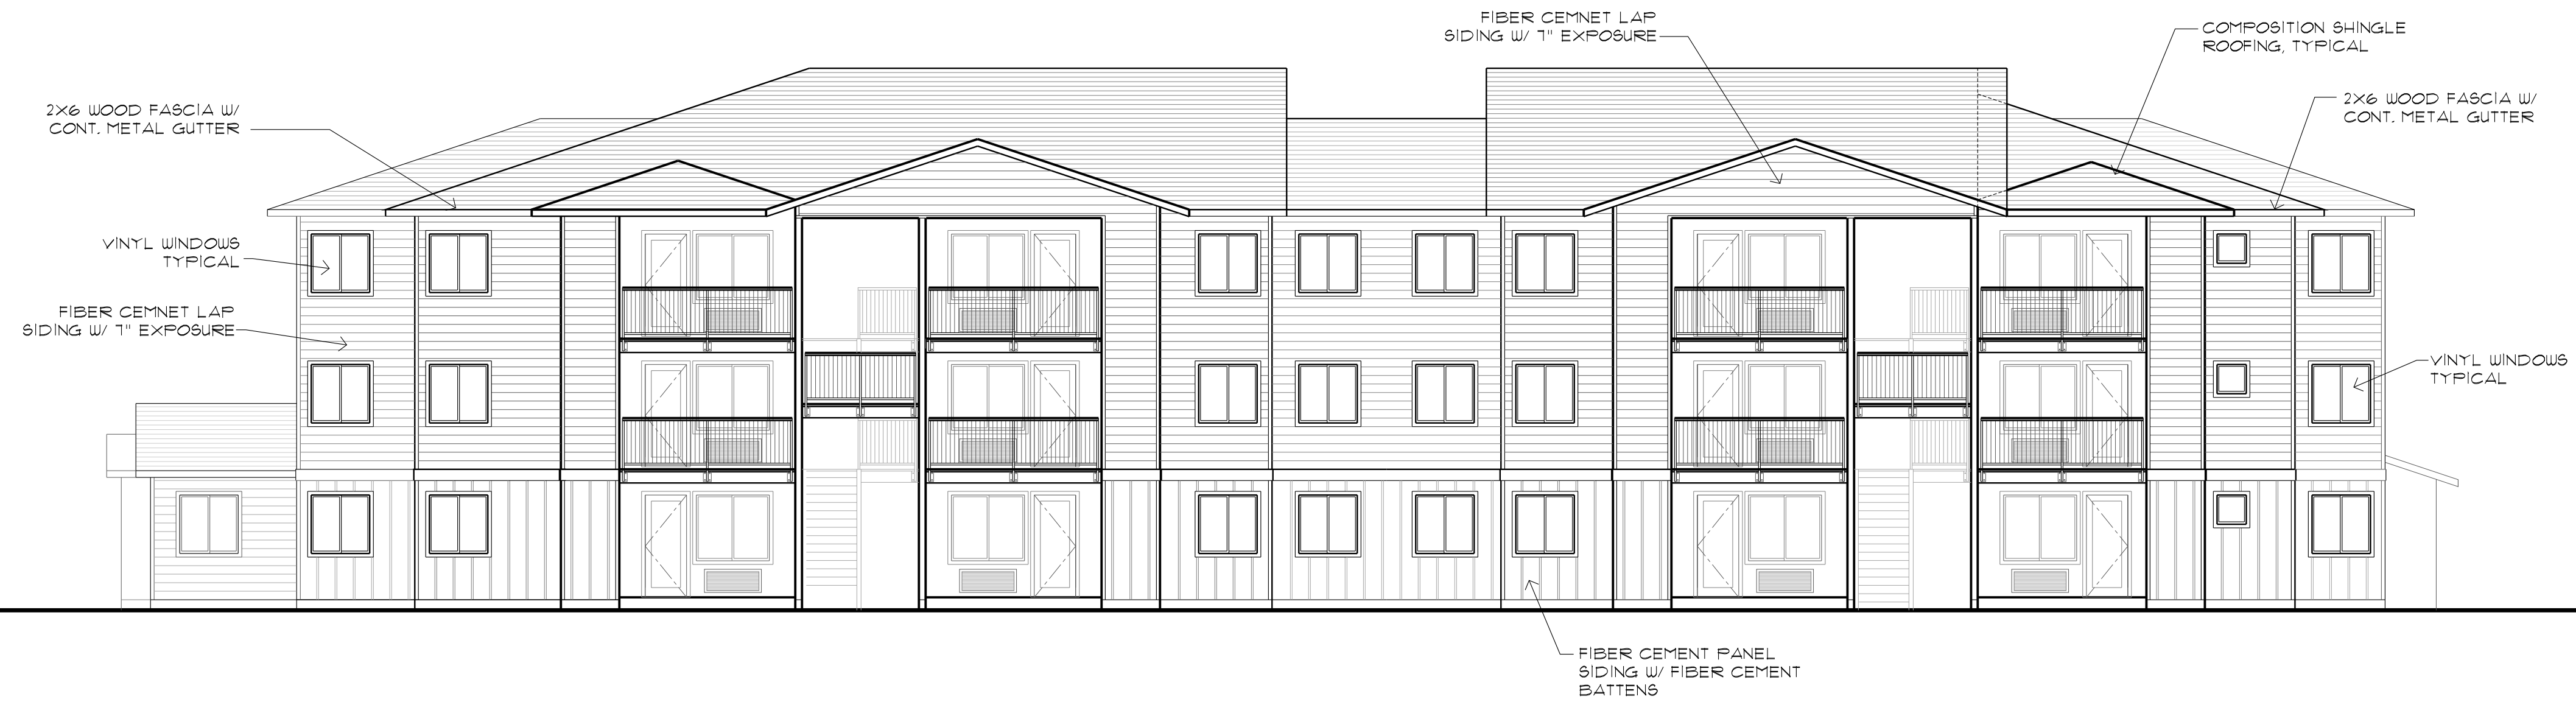 FIBER CEMNET LAP
SIDING W/ 7" EXPOSURE
COMPOSITION SHINGLE
ROOFING, TYPICAL
2X6 WOOD FASCIA W/
CONT. METAL GUTTER
2X6 WOOD FASCIA W/
CONT. METAL GUTTER
VINYL WINDOWS
TYPICAL
FIBER CEMNET LAP
SIDING W/ 7" EXPOSURE
VINYL WINDOWS
TYPICAL
FIBER CEMENT PANEL
SIDING W/ FIBER CEMENT
BATTENS